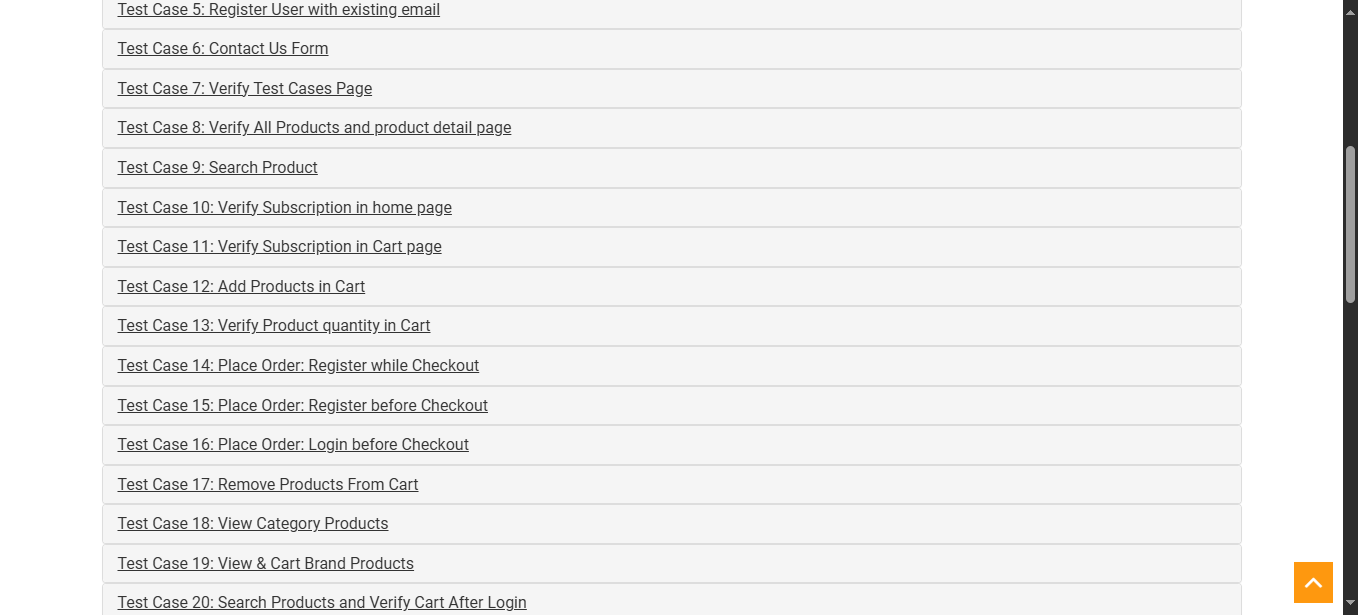 Test Case 5: Register User with existing email
Test Case 6: Contact Us Form
Test Case 7: Verify Test Cases Page
Test Case 8: Verify All Products and product detail page
Test Case 9: Search Product
Test Case 10: Verify Subscription in home page
Test Case 11: Verify Subscription in Cart page
Test Case 12: Add Products in Cart
Test Case 13: Verify Product quantity in Cart
Test Case 14: Place Order: Register while Checkout
Test Case 15: Place Order: Register before Checkout
Test Case 16: Place Order: Login before Checkout
Test Case 17: Remove Products From Cart
Test Case 18: View Category Products
Test Case 19: View & Cart Brand Products
Test Case 20: Search Products and Verify Cart After Login